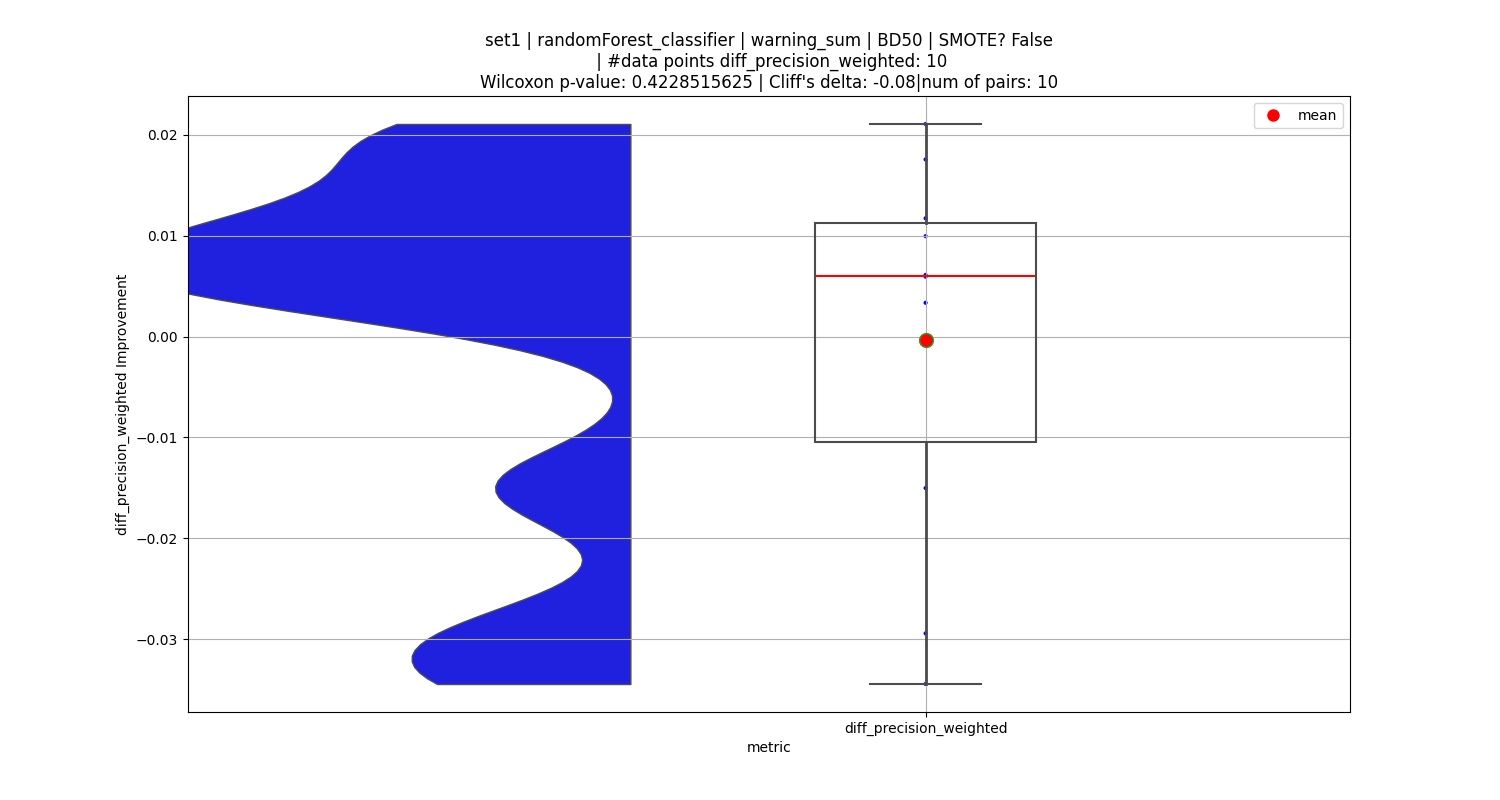 set1 | randomForest_classifier | warning_sum | BD50 | SMOTE? False
| #data points diff_precision_weighted: 10
Wilcoxon p-value: 0.4228515625 | Cliff's delta: -0.08|num of pairs: 10
mean
0.02
0.01
0.00
−0.01
−0.02
−0.03
diff_precision_weighted Improvement
diff_precision_weighted
metric